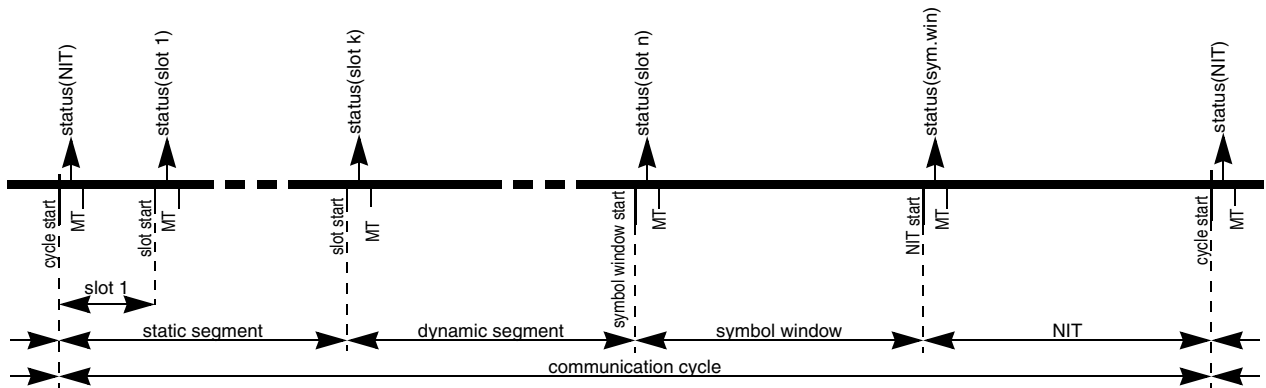 status(NIT)
status(slot 1)
status(slot k)
status(slot n)
status(sym.win)
status(NIT)
cycle start
MT
slot start
MT
slot start
MT
symbol window start
MT
NIT start
MT
cycle start
MT
slot 1
static segment
dynamic segment
symbol window
NIT
communication cycle